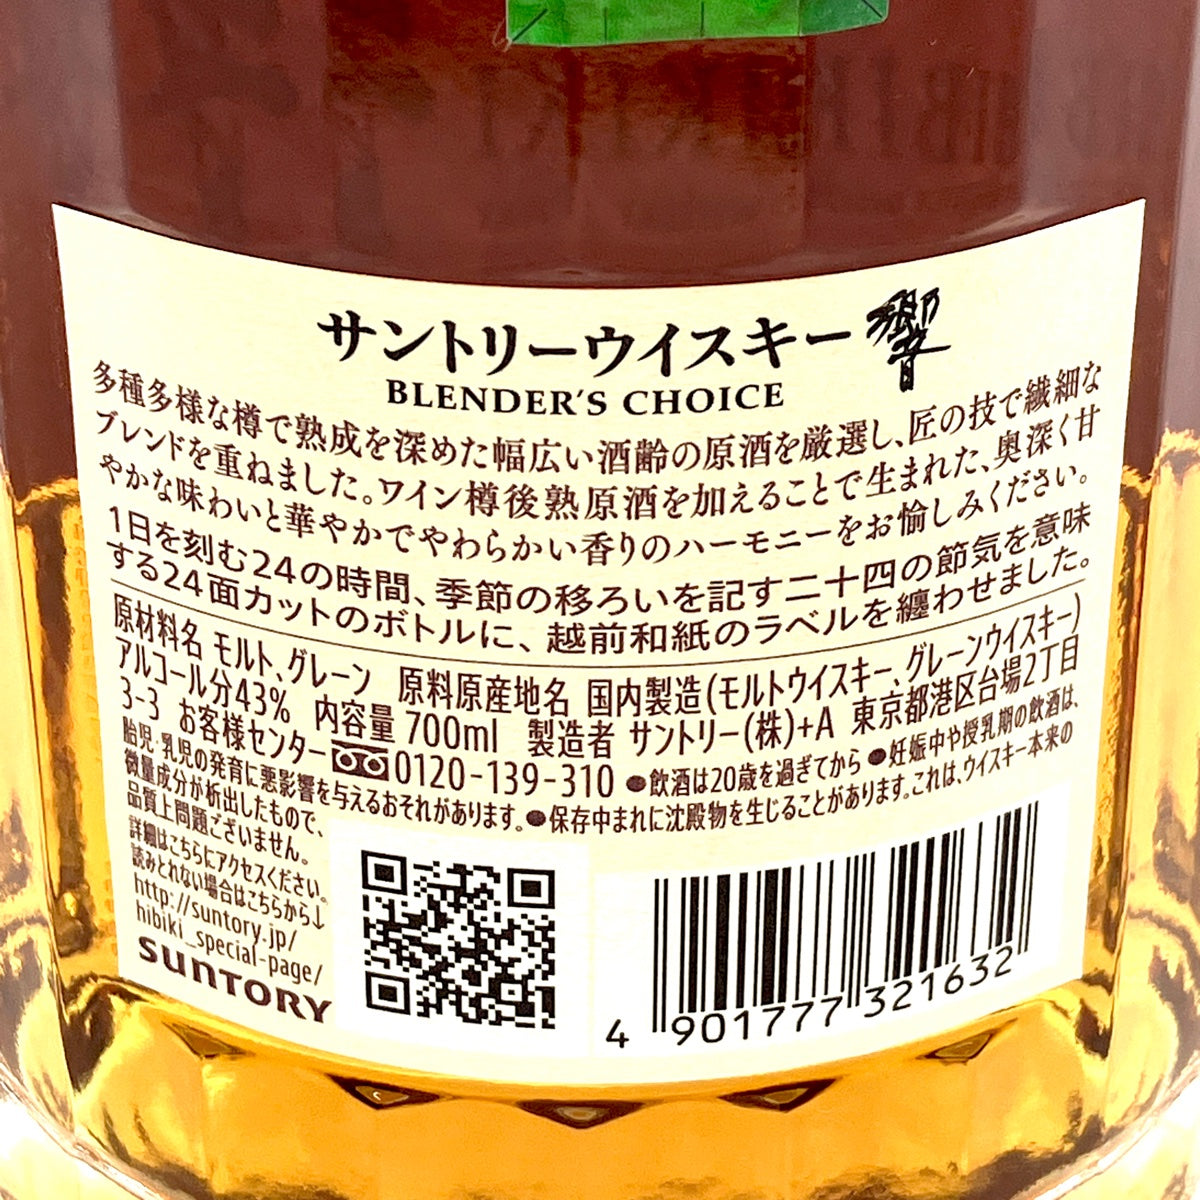 サントリーウイスキー 響
BLENDER'S CHOICE
多種多様な樽で熟成を深めた幅広い酒齢の原酒を厳選し、匠の技で繊細な
ブレンドを重ねました。ワイン樽後熟原酒を加えることで生まれた、奥深く甘
やかな味わいと華やかでやわらかい香りのハーモニーをお愉しみください。
1日を刻む24の時間、季節の移ろいを記す二十四の節気を意味
する24面カットのボトルに、越前和紙のラベルを纏わせました。
原材料名 モルト、グレーン 原料原産地名 国内製造(モルトウイスキー、グレーンウイスキー)
アルコール分43% 内容量 700ml 製造者 サントリー(株)+A 東京都港区台場2丁目
3-3 お客様センター 0120-139-310 ●飲酒は20歳を過ぎてから ●妊娠中や授乳期の飲酒は、
胎児・乳児の発育に悪影響を与えるおそれがあります。●保存中まれに沈殿物を生じることがあります。これは、ウイスキー本来の
微量成分が析出したもので、
品質上問題ございません。
詳細はこちらにアクセスください。
読みとれない場合はこちらから↓
http://suntory.jp/
hibiki_special-page/
SUNTORY
4 901777 321632